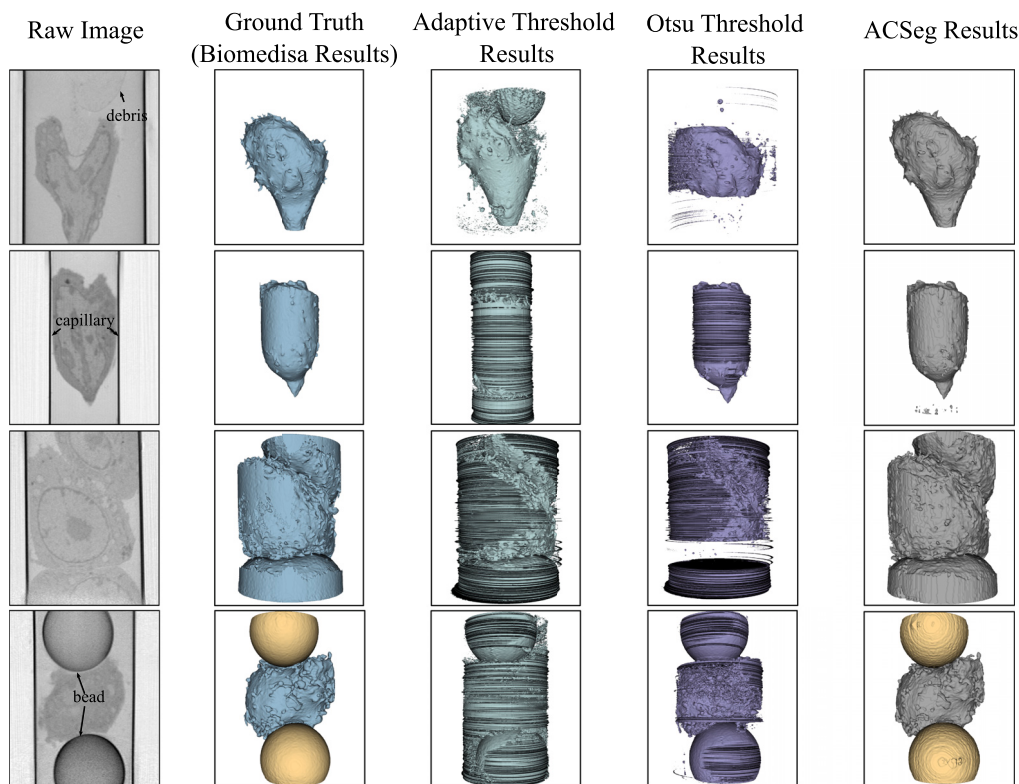 Raw Image
Ground Truth
(Biomedisa Results)
Adaptive Threshold
Results
Otsu Threshold
Results
ACSeg Results
debris
capillary
bead